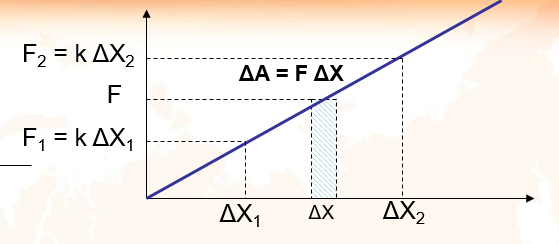 F₂ = k ΔX₂
ΔA = F ΔX
F
F₁ = k ΔX₁
ΔX₁
ΔX
ΔX₂